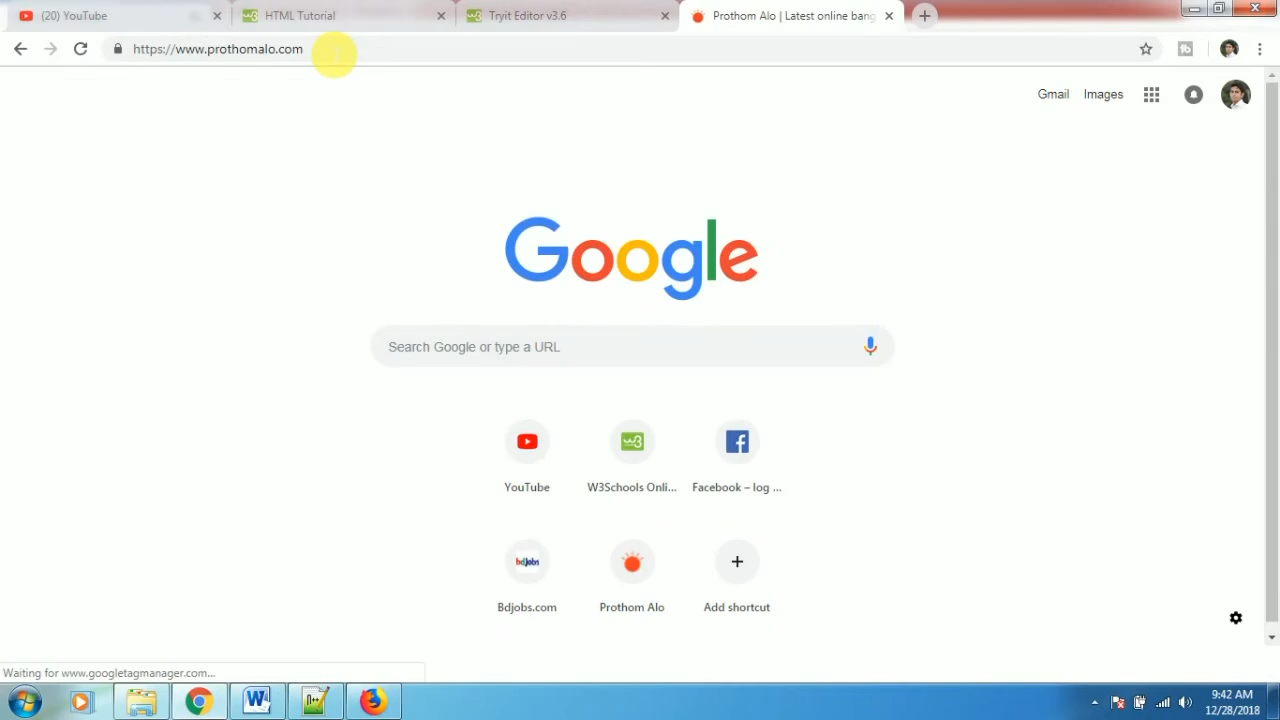 (20) YouTube
HTML Tutorial
Tryit Editor v3.6
Prothom Alo | Latest online bang
https://www.prothomalo.com
Gmail
Images
Google
Search Google or type a URL
YouTube
W3Schools Onli...
Facebook – log ...
bdjobs
Bdjobs.com
Prothom Alo
Add shortcut
Waiting for www.googletagmanager.com...
9:42 AM
12/28/2018